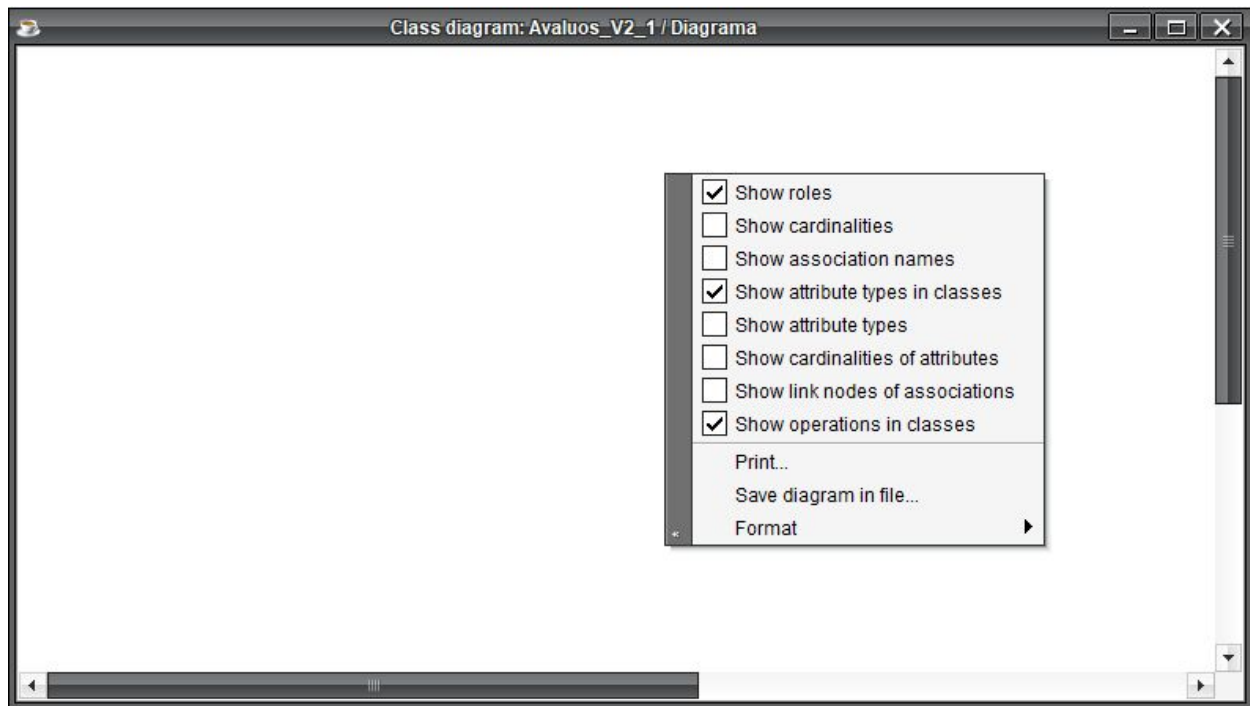 Class diagram: Avaluos_V2_1 / Diagrama
Show roles
Show cardinalities
Show association names
Show attribute types in classes
Show attribute types
Show cardinalities of attributes
Show link nodes of associations
Show operations in classes
Print...
Save diagram in file...
Format